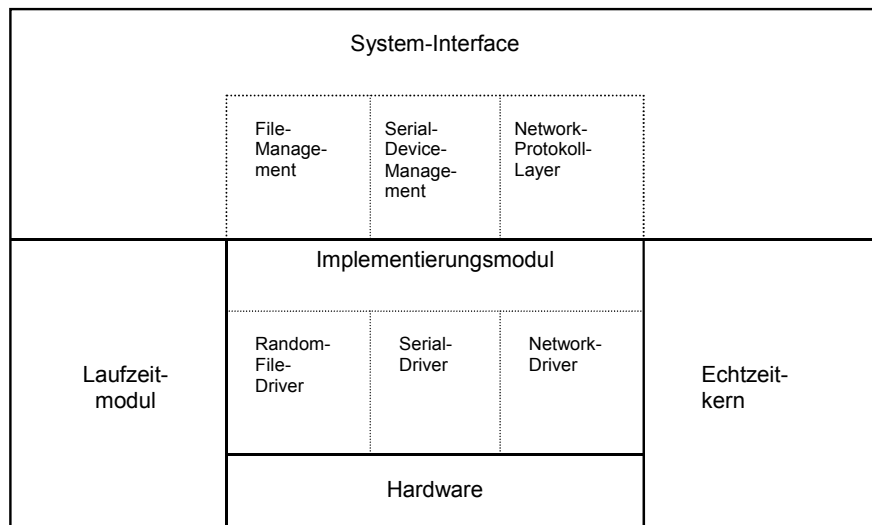 System-Interface
File-
Manage-
ment
Serial-
Device-
Manage-
ment
Network-
Protokoll-
Layer
Implementierungsmodul
Random-
File-
Driver
Serial-
Driver
Network-
Driver
Laufzeit-
modul
Echtzeit-
kern
Hardware